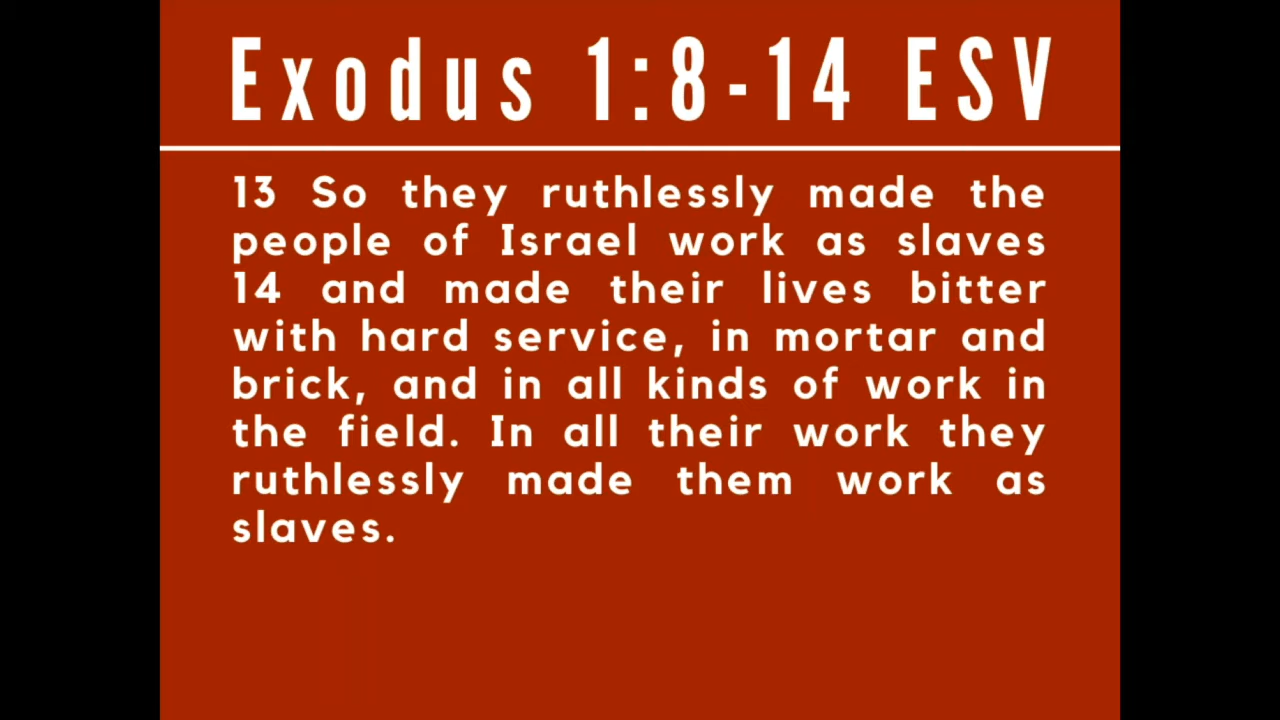 Exodus 1:8-14 ESV
13 So they ruthlessly made the
people of Israel work as slaves
14 and made their lives bitter
with hard service, in mortar and
brick, and in all kinds of work in
the field. In all their work they
ruthlessly made them work as
slaves.